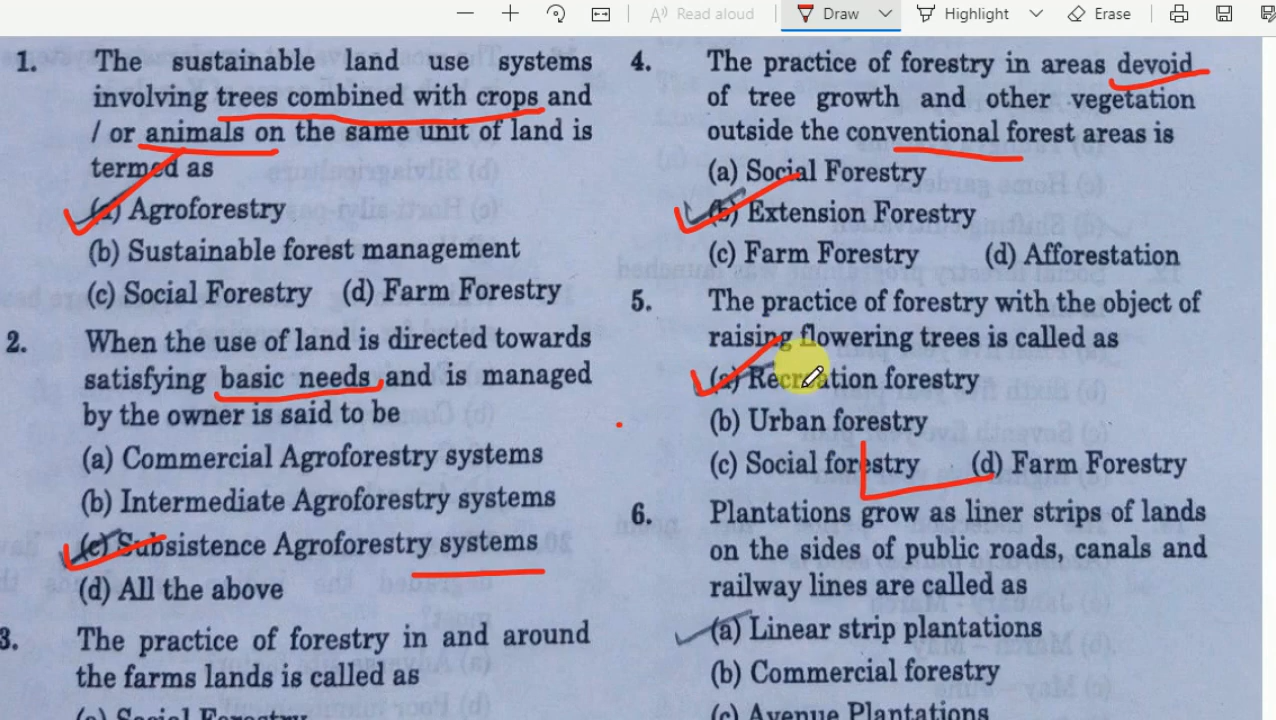 Read aloud
Draw
Highlight
Erase
1. The sustainable land use systems
involving trees combined with crops and
/ or animals on the same unit of land is
termed as
(a) Agroforestry
(b) Sustainable forest management
(c) Social Forestry (d) Farm Forestry
2. When the use of land is directed towards
satisfying basic needs, and is managed
by the owner is said to be
(a) Commercial Agroforestry systems
(b) Intermediate Agroforestry systems
(c) Subsistence Agroforestry systems
(d) All the above
3. The practice of forestry in and around
the farms lands is called as
(a) Social Forestry
4. The practice of forestry in areas devoid
of tree growth and other vegetation
outside the conventional forest areas is
(a) Social Forestry
(b) Extension Forestry
(c) Farm Forestry (d) Afforestation
5. The practice of forestry with the object of
raising flowering trees is called as
(a) Recreation forestry
(b) Urban forestry
(c) Social forestry (d) Farm Forestry
6. Plantations grow as liner strips of lands
on the sides of public roads, canals and
railway lines are called as
(a) Linear strip plantations
(b) Commercial forestry
(c) Avenue Plantations